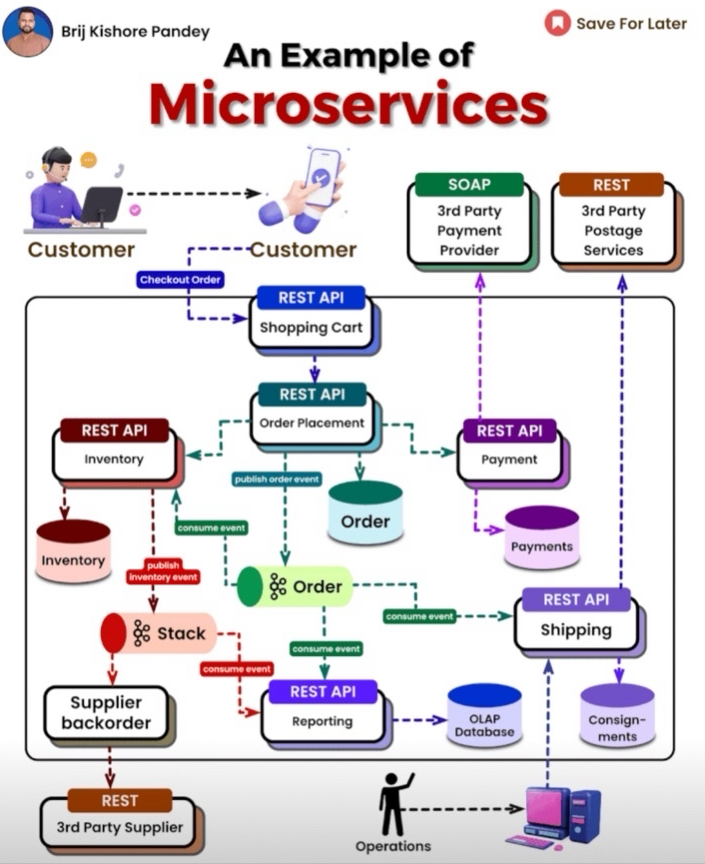 Brij Kishore Pandey
Save For Later
An Example of
Microservices
Customer
Customer
SOAP
3rd Party
Payment
Provider
REST
3rd Party
Postage
Services
Checkout Order
REST API
Shopping Cart
REST API
Order Placement
REST API
Inventory
REST API
Payment
publish order event
Order
Inventory
consume event
Payments
publish
inventory event
Order
consume event
REST API
Shipping
Stack
consume event
consume event
Supplier
backorder
REST API
Reporting
OLAP
Database
Consign-
ments
REST
3rd Party Supplier
Operations